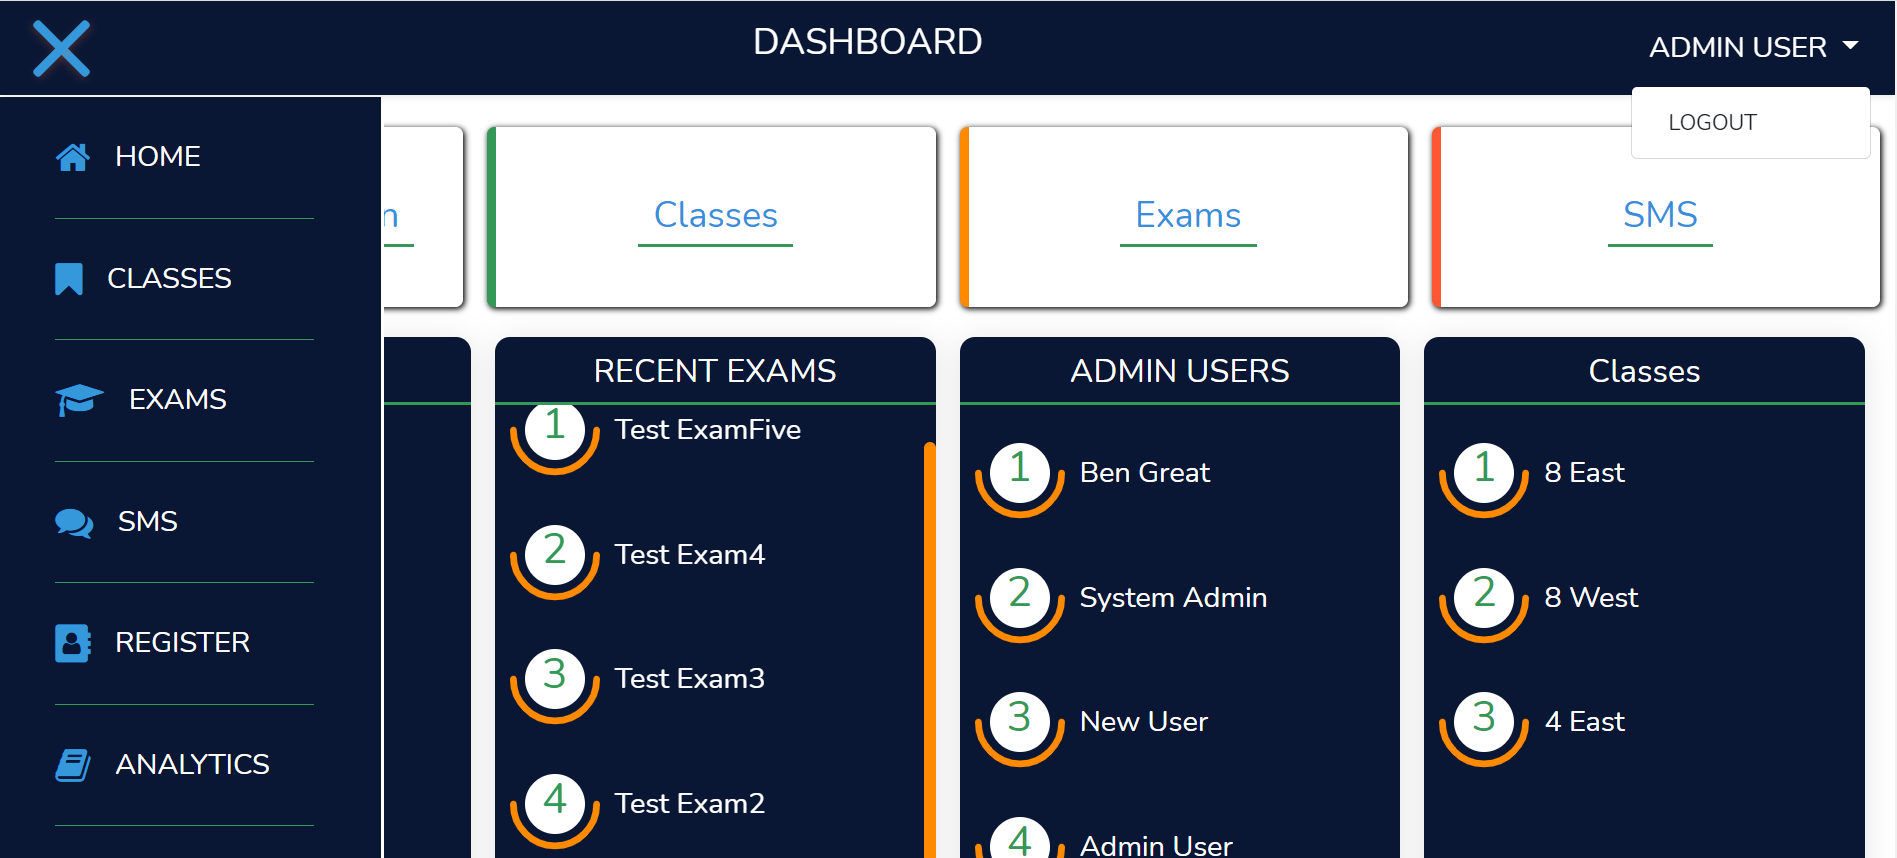 DASHBOARD
ADMIN USER
LOGOUT
HOME
CLASSES
EXAMS
SMS
REGISTER
ANALYTICS
n
Classes
Exams
SMS
RECENT EXAMS
1 Test ExamFive
2 Test Exam4
3 Test Exam3
4 Test Exam2
ADMIN USERS
1 Ben Great
2 System Admin
3 New User
4 Admin User
Classes
1 8 East
2 8 West
3 4 East